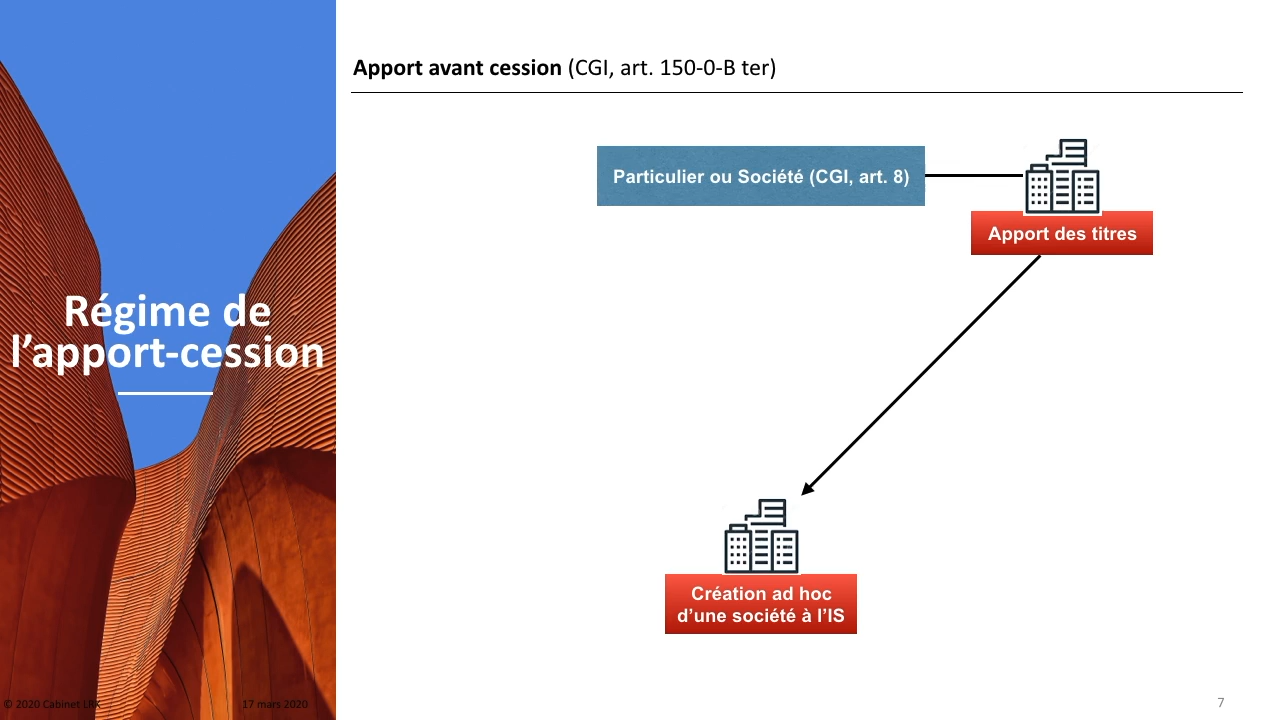 Apport avant cession (CGI, art. 150-0-B ter)
Particulier ou Société (CGI, art. 8)
Apport des titres
Régime de
l’apport-cession
Création ad hoc
d’une société à l’IS
© 2020 Cabinet LRK
17 mars 2020
7